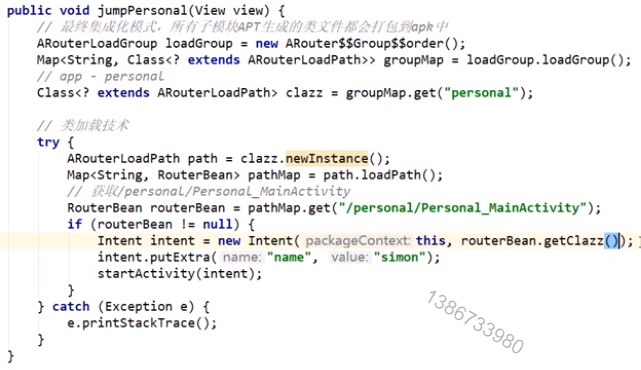 public void jumpPersonal(View view) {
// 最终集成化模式，所有子模块APT生成的类文件都会打包到apk中
ARouterLoadGroup loadGroup = new ARouter$$Group$$order();
Map<String, Class<? extends ARouterLoadPath>> groupMap = loadGroup.loadGroup();
// app - personal
Class<? extends ARouterLoadPath> clazz = groupMap.get("personal");
// 类加载技术
try {
ARouterLoadPath path = clazz.newInstance();
Map<String, RouterBean> pathMap = path.loadPath();
// 获取/personal/Personal_MainActivity
RouterBean routerBean = pathMap.get("/personal/Personal_MainActivity");
if (routerBean != null) {
Intent intent = new Intent( packageContext: this, routerBean.getClazz());
intent.putExtra( name: "name", value: "simon");
startActivity(intent);
}
} catch (Exception e) {
e.printStackTrace();
}
}
1386733980